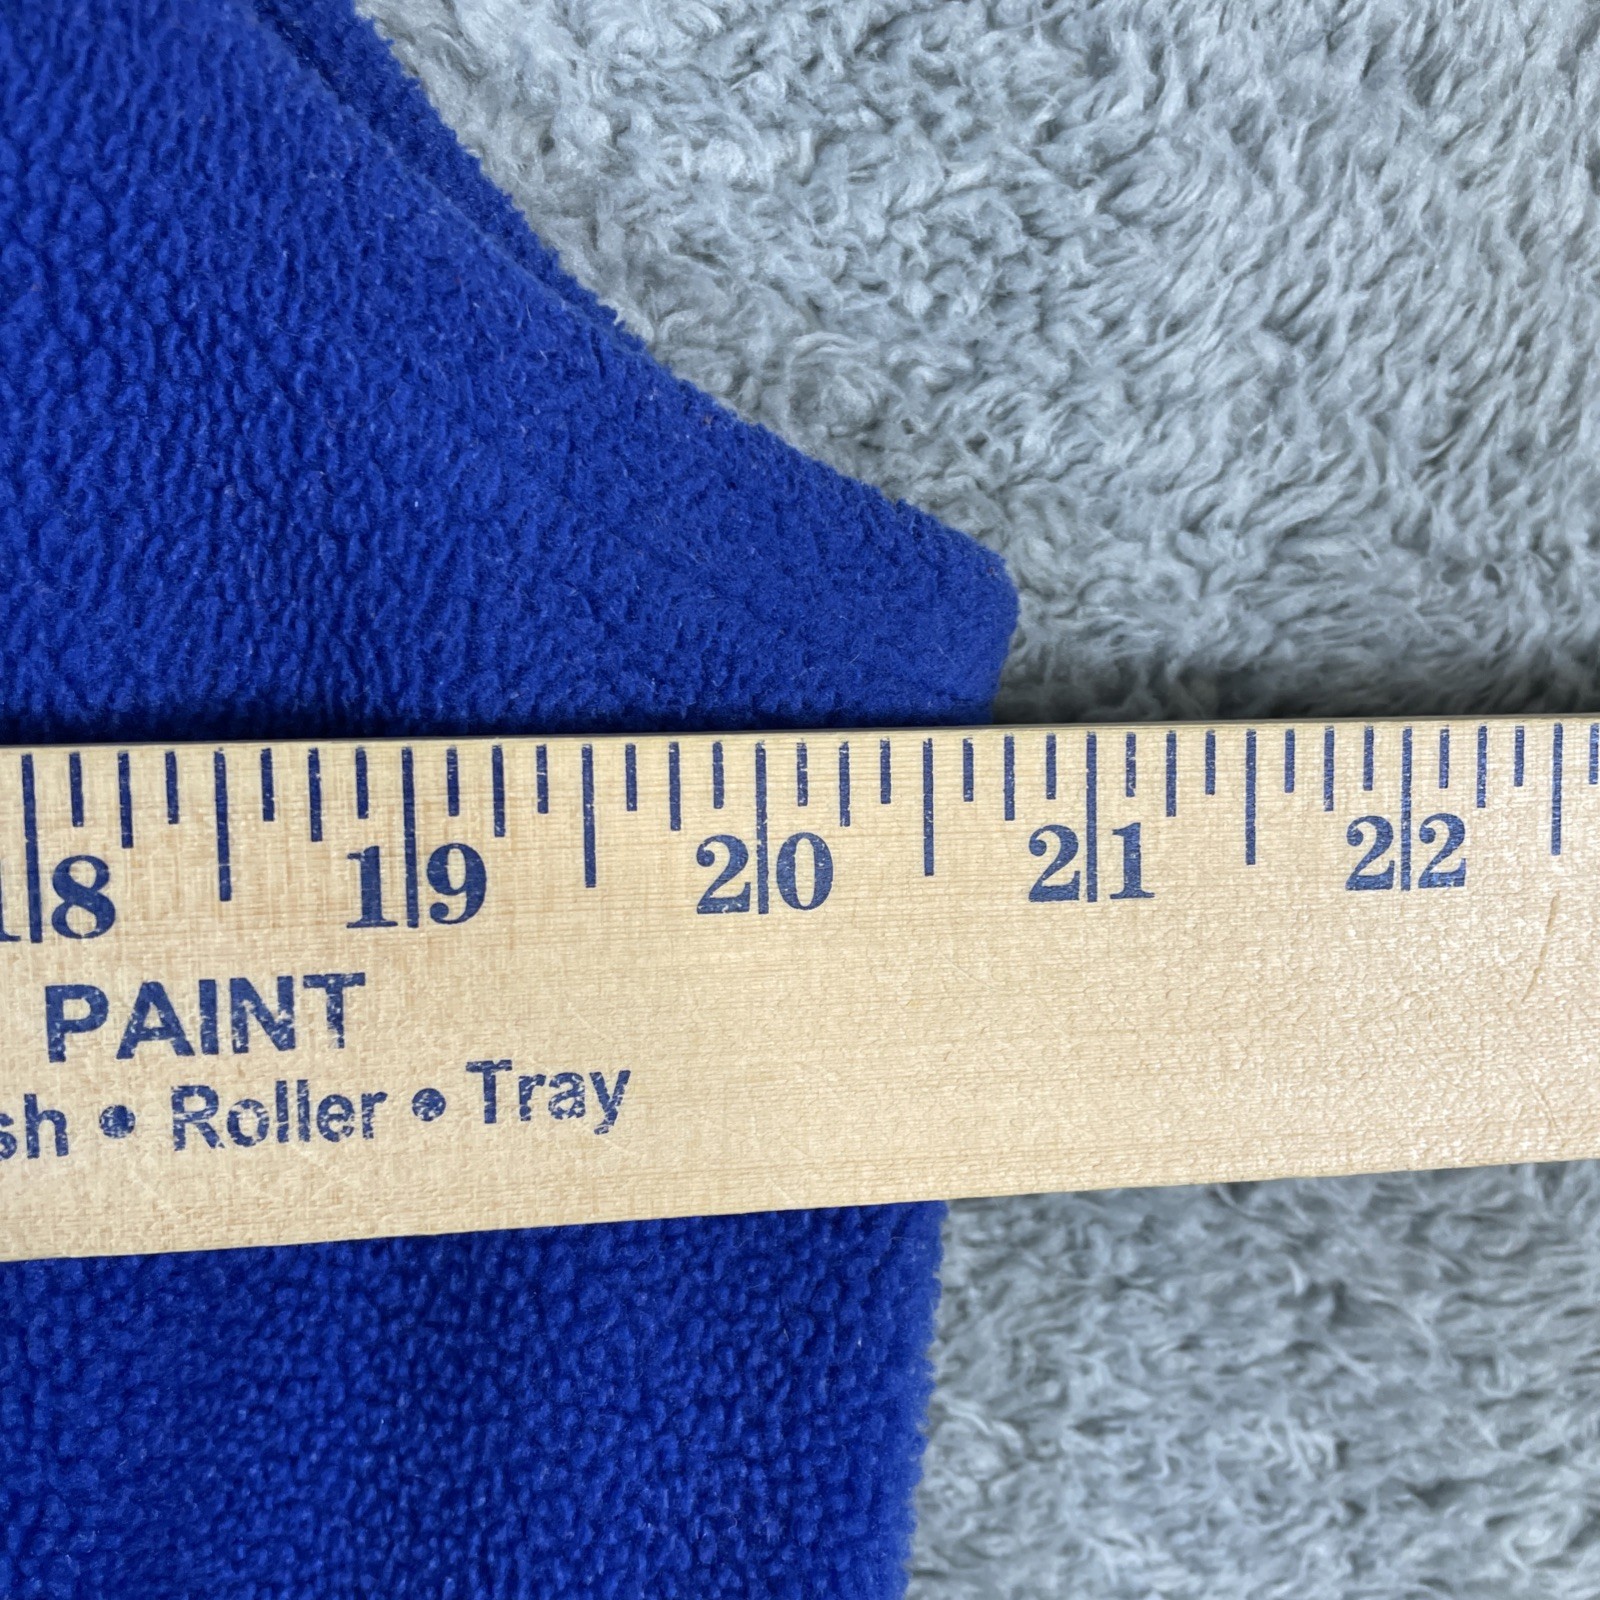 18 19 20 21 22
PAINT
sh • Roller • Tray